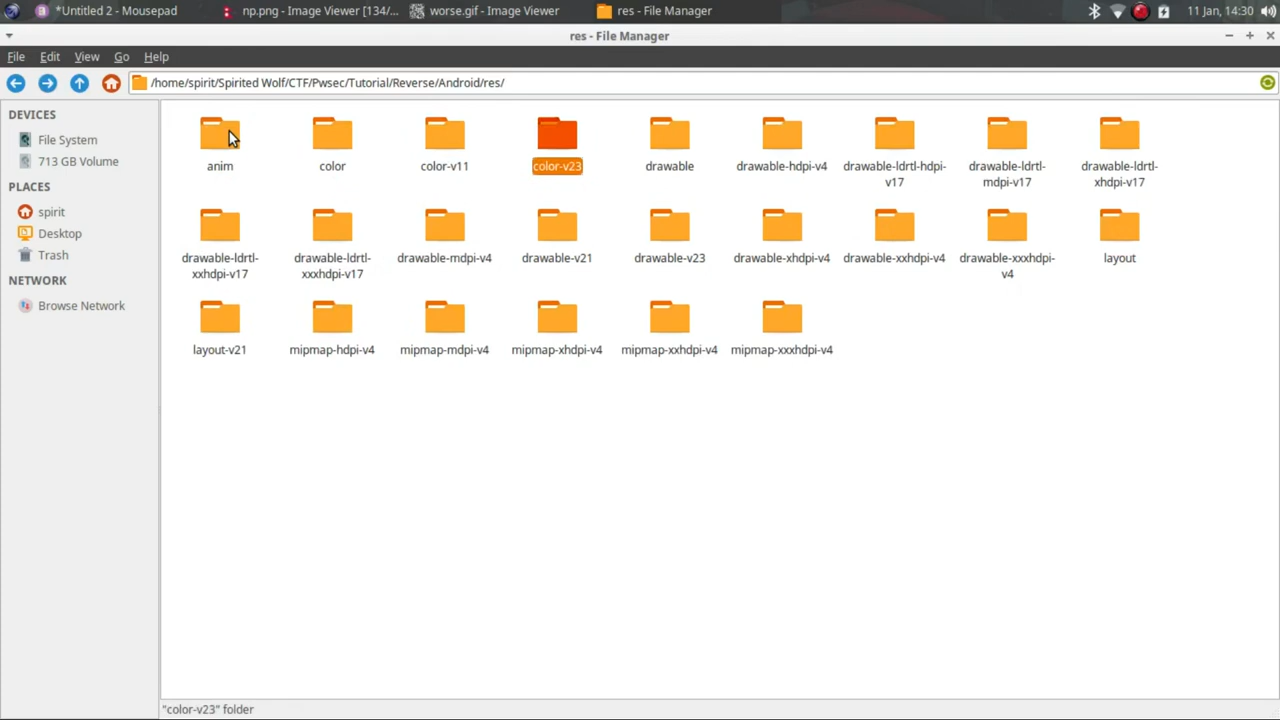 *Untitled 2 - Mousepad
np.png - Image Viewer [134/...
worse.gif - Image Viewer
res - File Manager
11 Jan, 14:30
res - File Manager
File Edit View Go Help
/home/spirit/Spirited Wolf/CTF/Pwsec/Tutorial/Reverse/Android/res/
DEVICES
File System
713 GB Volume
PLACES
spirit
Desktop
Trash
NETWORK
Browse Network
anim
color
color-v11
color-v23
drawable
drawable-hdpi-v4
drawable-ldrtl-hdpi-
v17
drawable-ldrtl-
mdpi-v17
drawable-ldrtl-
xhdpi-v17
drawable-ldrtl-
xxhdpi-v17
drawable-ldrtl-
xxxhdpi-v17
drawable-mdpi-v4
drawable-v21
drawable-v23
drawable-xhdpi-v4
drawable-xxhdpi-v4
drawable-xxxhdpi-
v4
layout
layout-v21
mipmap-hdpi-v4
mipmap-mdpi-v4
mipmap-xhdpi-v4
mipmap-xxhdpi-v4
mipmap-xxxhdpi-v4
"color-v23" folder